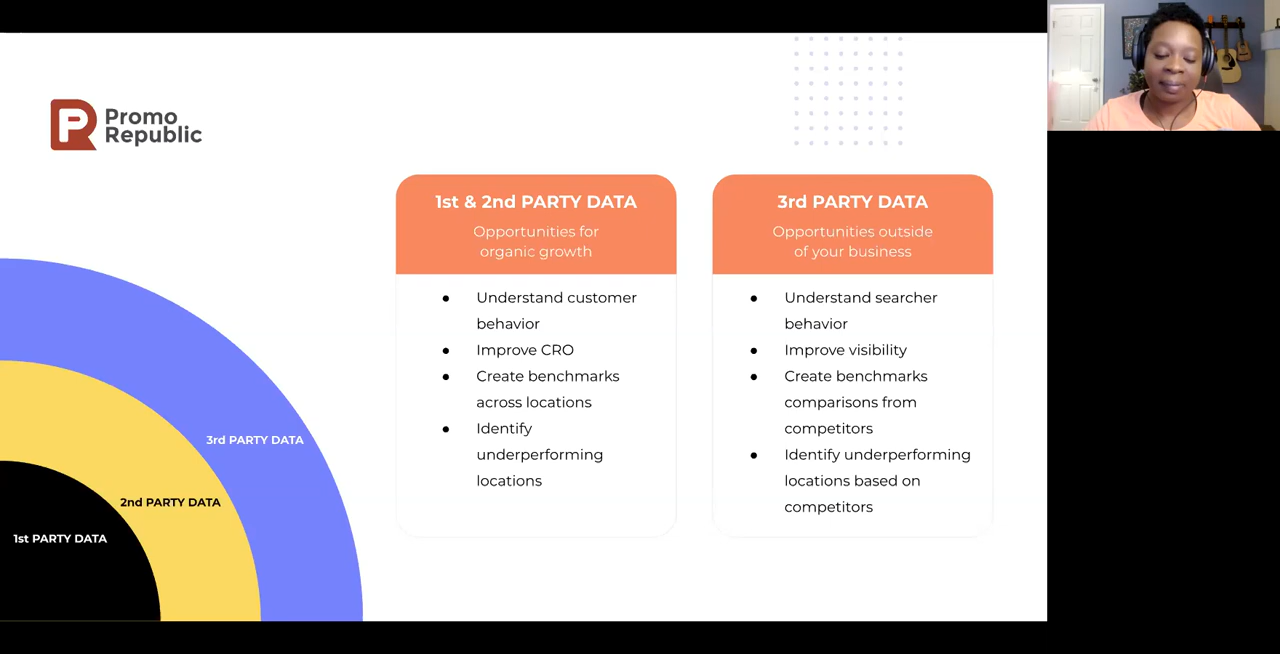 Promo
Republic
1st & 2nd PARTY DATA
Opportunities for
organic growth
● Understand customer
behavior
● Improve CRO
● Create benchmarks
across locations
● Identify
underperforming
locations
3rd PARTY DATA
Opportunities outside
of your business
● Understand searcher
behavior
● Improve visibility
● Create benchmarks
comparisons from
competitors
● Identify underperforming
locations based on
competitors
3rd PARTY DATA
2nd PARTY DATA
1st PARTY DATA